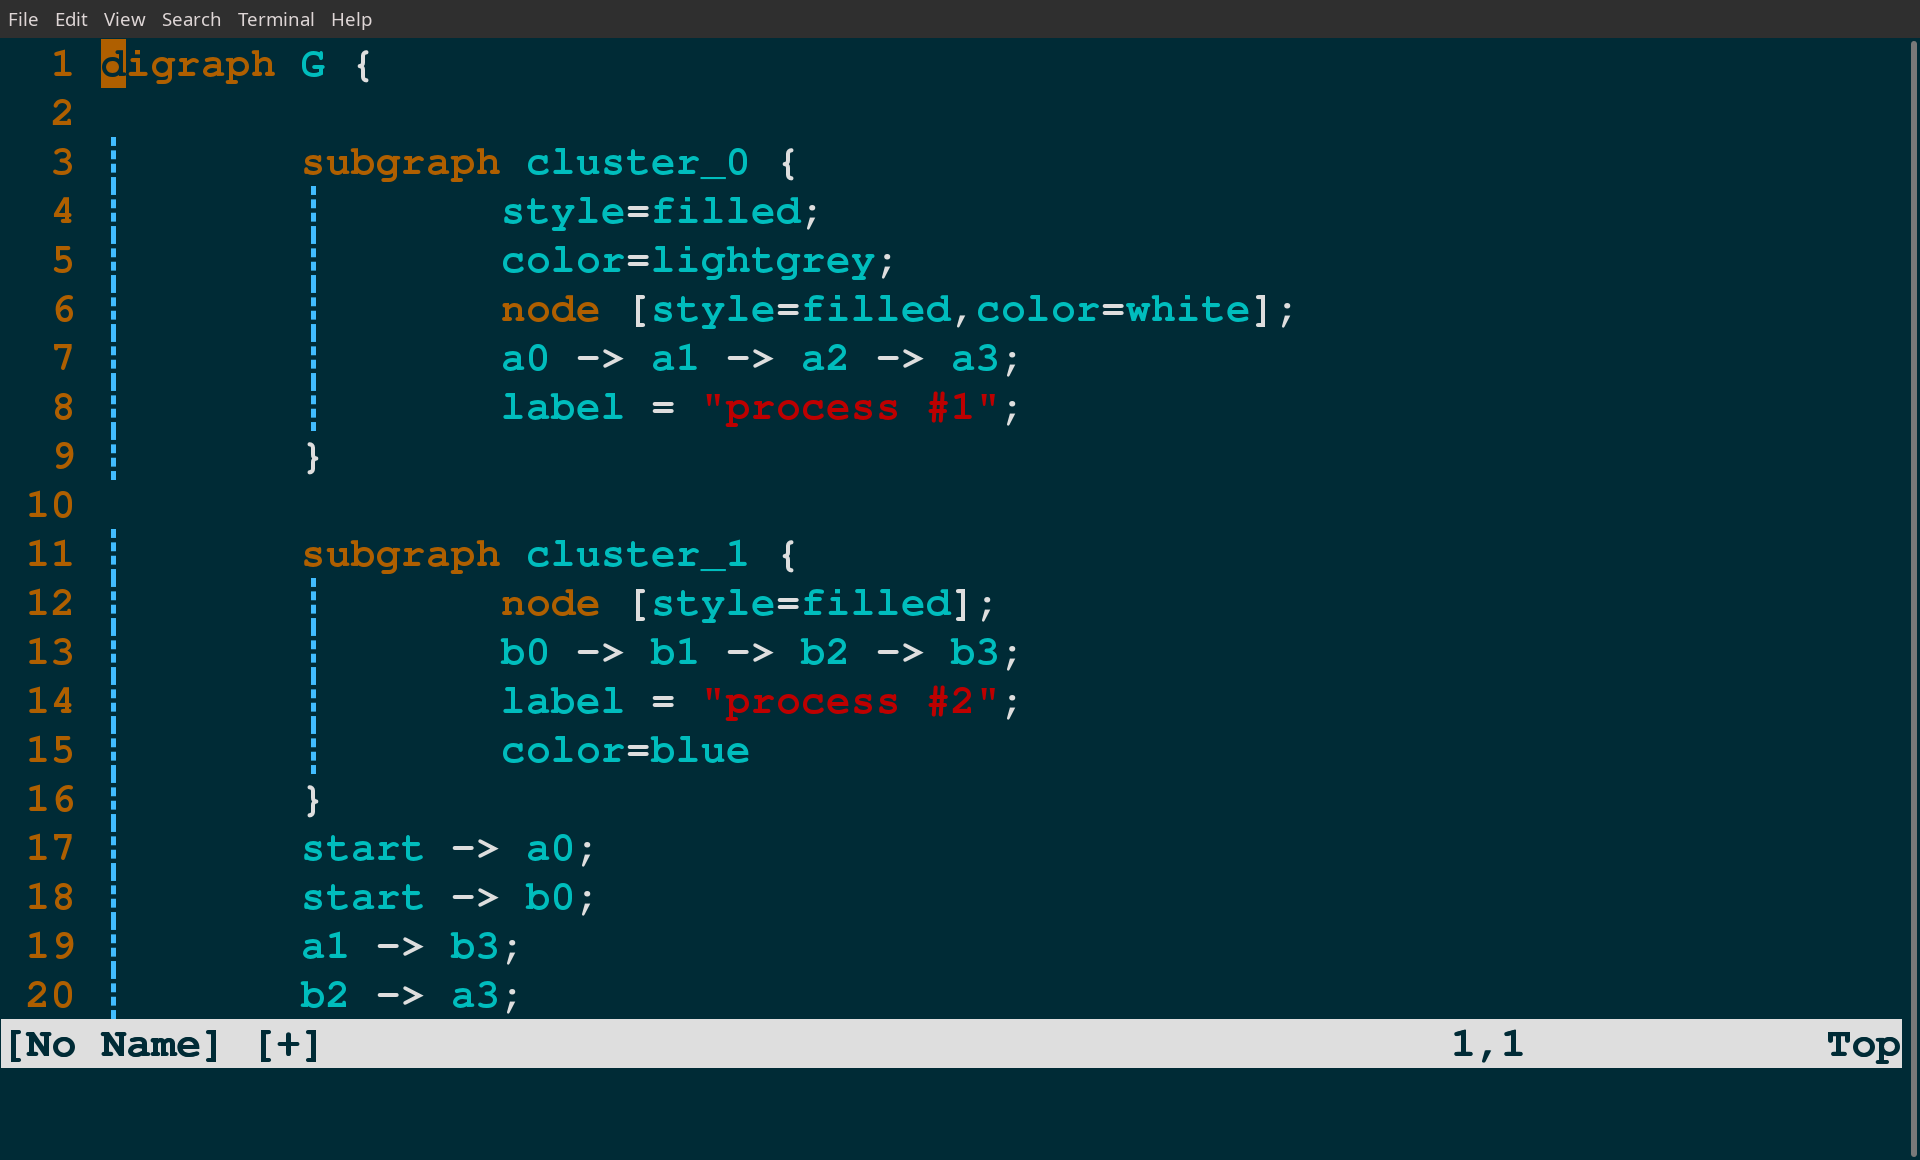 File Edit View Search Terminal Help
1 digraph G {
2
3 subgraph cluster_0 {
4 style=filled;
5 color=lightgrey;
6 node [style=filled,color=white];
7 a0 -> a1 -> a2 -> a3;
8 label = "process #1";
9 }
10
11 subgraph cluster_1 {
12 node [style=filled];
13 b0 -> b1 -> b2 -> b3;
14 label = "process #2";
15 color=blue
16 }
17 start -> a0;
18 start -> b0;
19 a1 -> b3;
20 b2 -> a3;
[No Name] [+] 1,1 Top